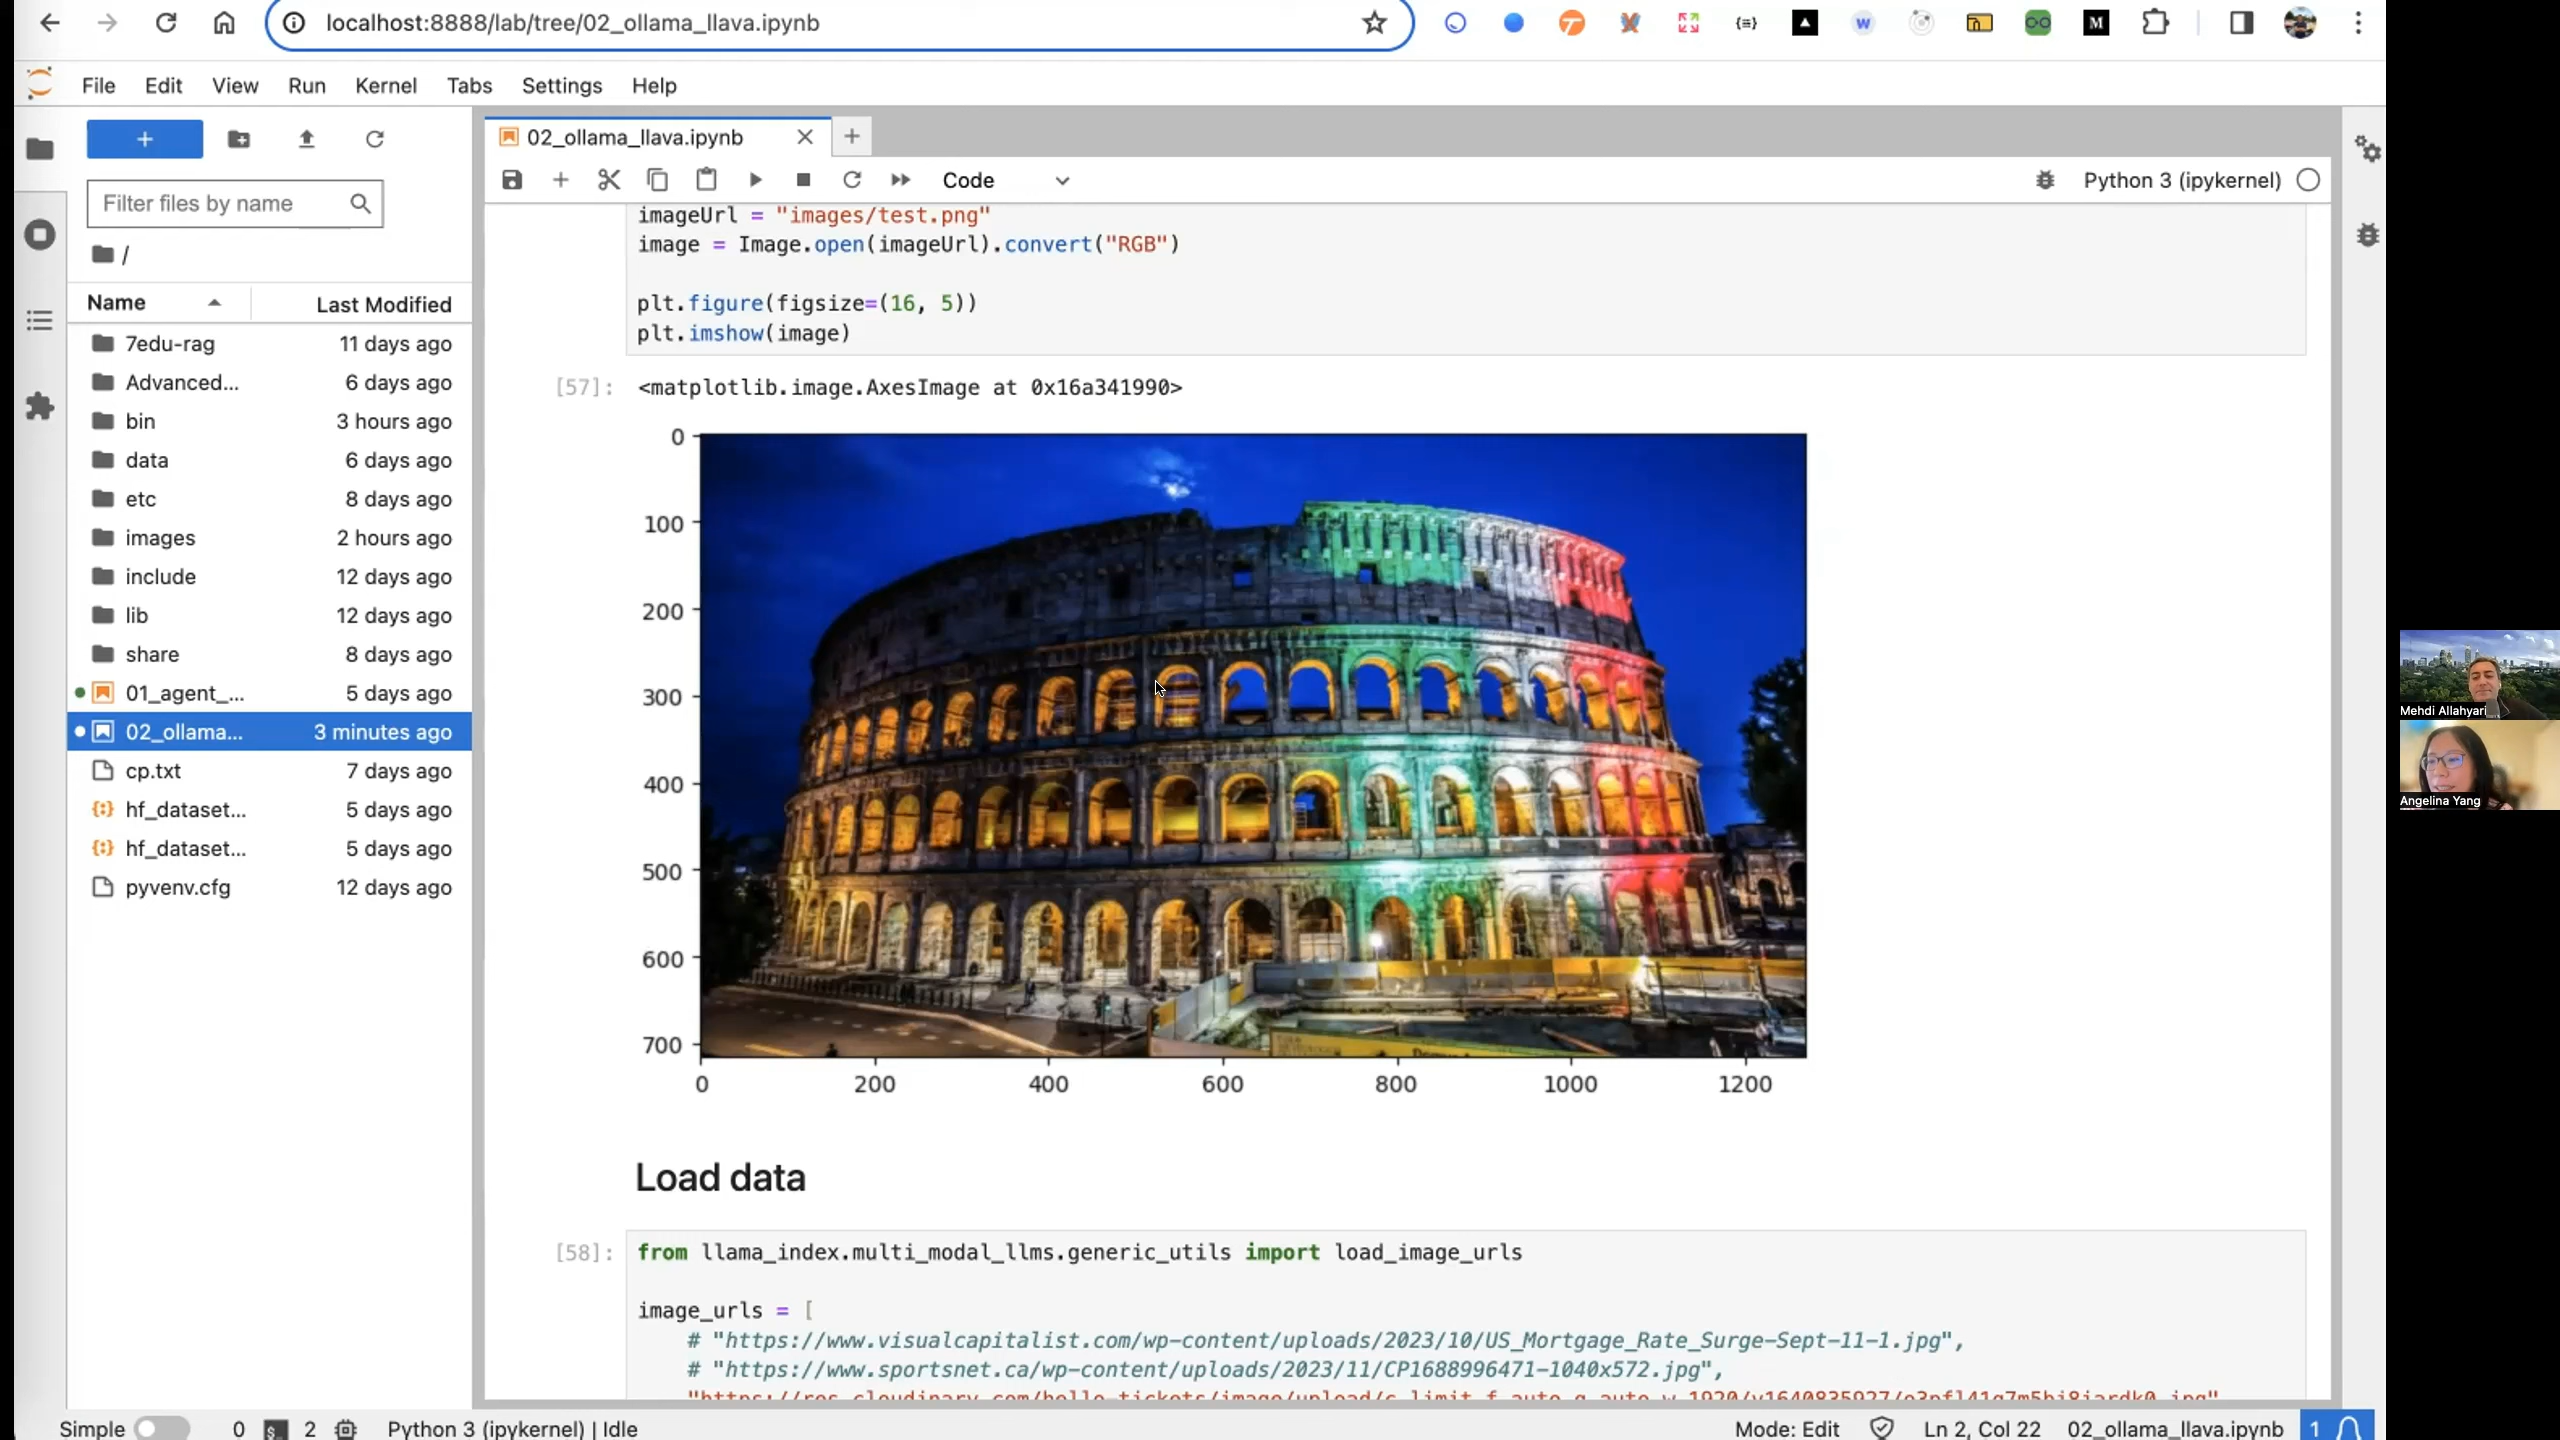 localhost:8888/lab/tree/02_ollama_llava.ipynb
File Edit View Run Kernel Tabs Settings Help
+
Filter files by name
/
Name Last Modified
7edu-rag 11 days ago
Advanced... 6 days ago
bin 3 hours ago
data 6 days ago
etc 8 days ago
images 2 hours ago
include 12 days ago
lib 12 days ago
share 8 days ago
01_agent_... 5 days ago
02_ollama... 3 minutes ago
cp.txt 7 days ago
hf_dataset... 5 days ago
hf_dataset... 5 days ago
pyvenv.cfg 12 days ago
02_ollama_llava.ipynb
Code
Python 3 (ipykernel)
imageUrl = "images/test.png"
image = Image.open(imageUrl).convert("RGB")
plt.figure(figsize=(16, 5))
plt.imshow(image)
[57]: <matplotlib.image.AxesImage at 0x16a341990>
0
100
200
300
400
500
600
700
0 200 400 600 800 1000 1200
Load data
[58]: from llama_index.multi_modal_llms.generic_utils import load_image_urls
image_urls = [
# "https://www.visualcapitalist.com/wp-content/uploads/2023/10/US_Mortgage_Rate_Surge-Sept-11-1.jpg",
# "https://www.sportsnet.ca/wp-content/uploads/2023/11/CP1688996471-1040x572.jpg",
Simple 0 2 Python 3 (ipykernel) | Idle
Mode: Edit Ln 2, Col 22 02_ollama_llava.ipynb 1
Mehdi Allahyari
Angelina Yang